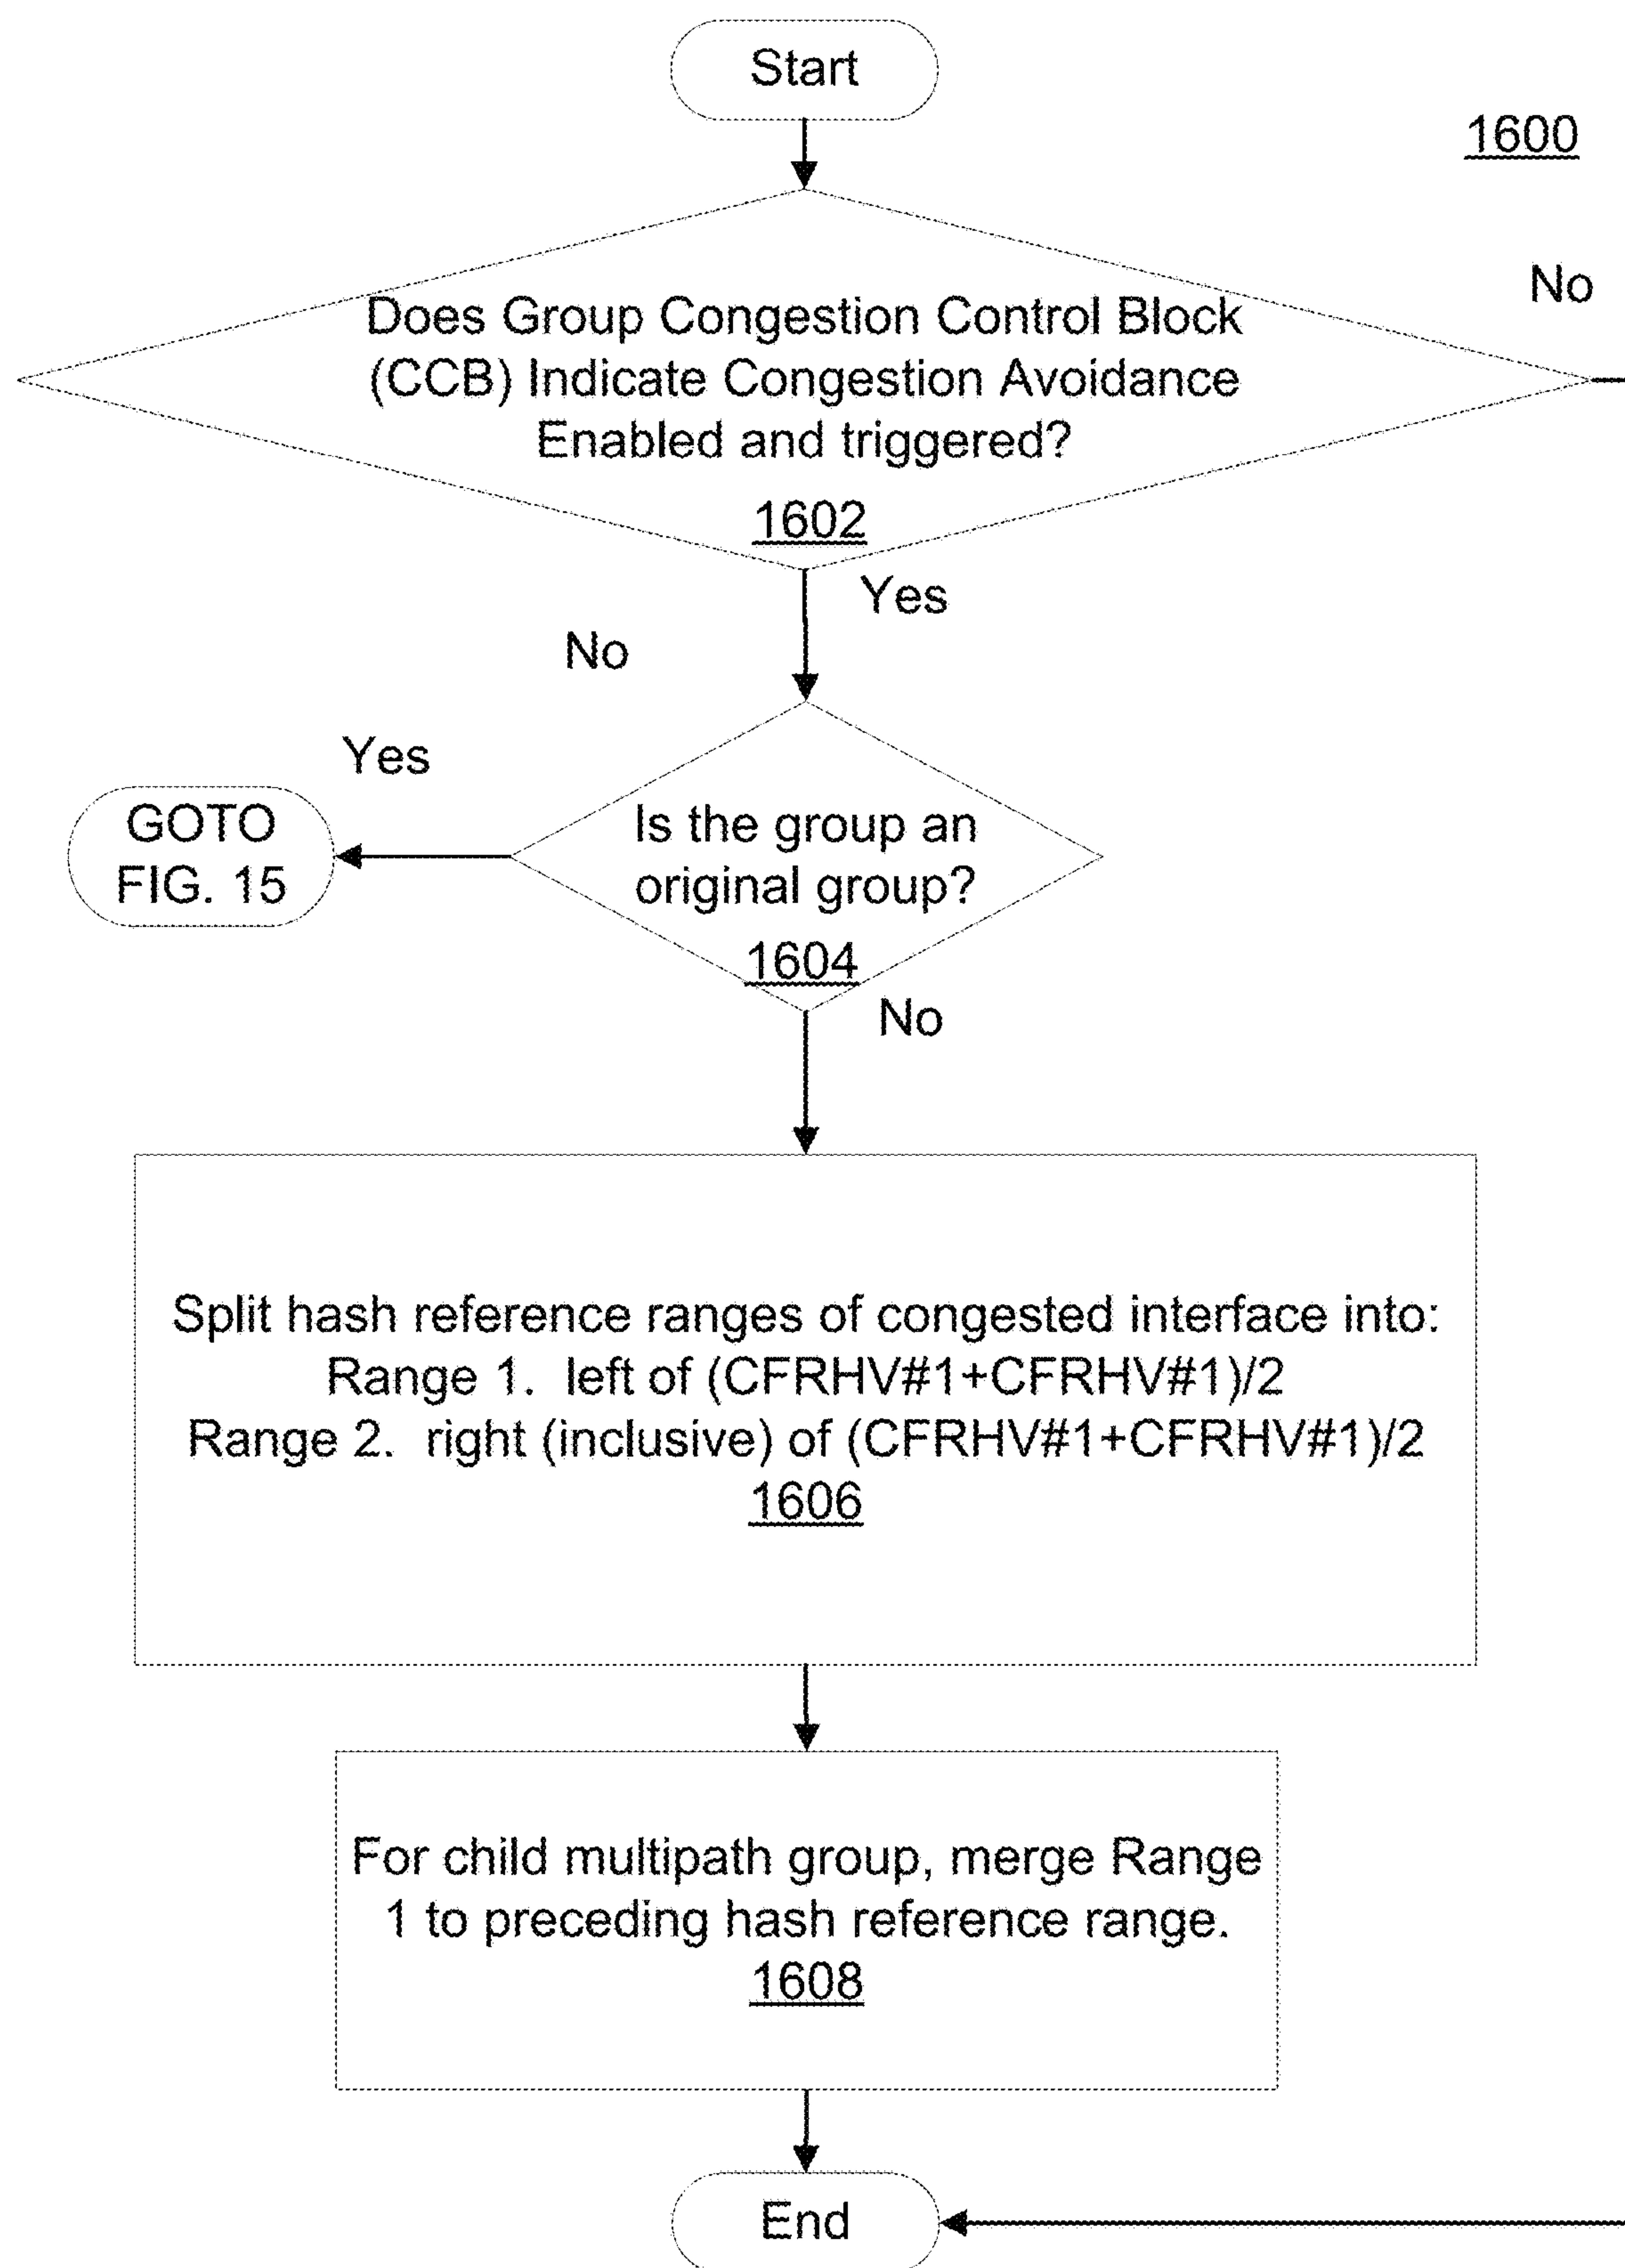 Start
1600
No
Does Group Congestion Control Block
(CCB) Indicate Congestion Avoidance
Enabled and triggered?
1602
Yes
No
Yes
GOTO
FIG. 15
Is the group an
original group?
1604
No
Split hash reference ranges of congested interface into:
Range 1. left of (CFRHV#1+CFRHV#1)/2
Range 2. right (inclusive) of (CFRHV#1+CFRHV#1)/2
1606
For child multipath group, merge Range
1 to preceding hash reference range.
1608
End